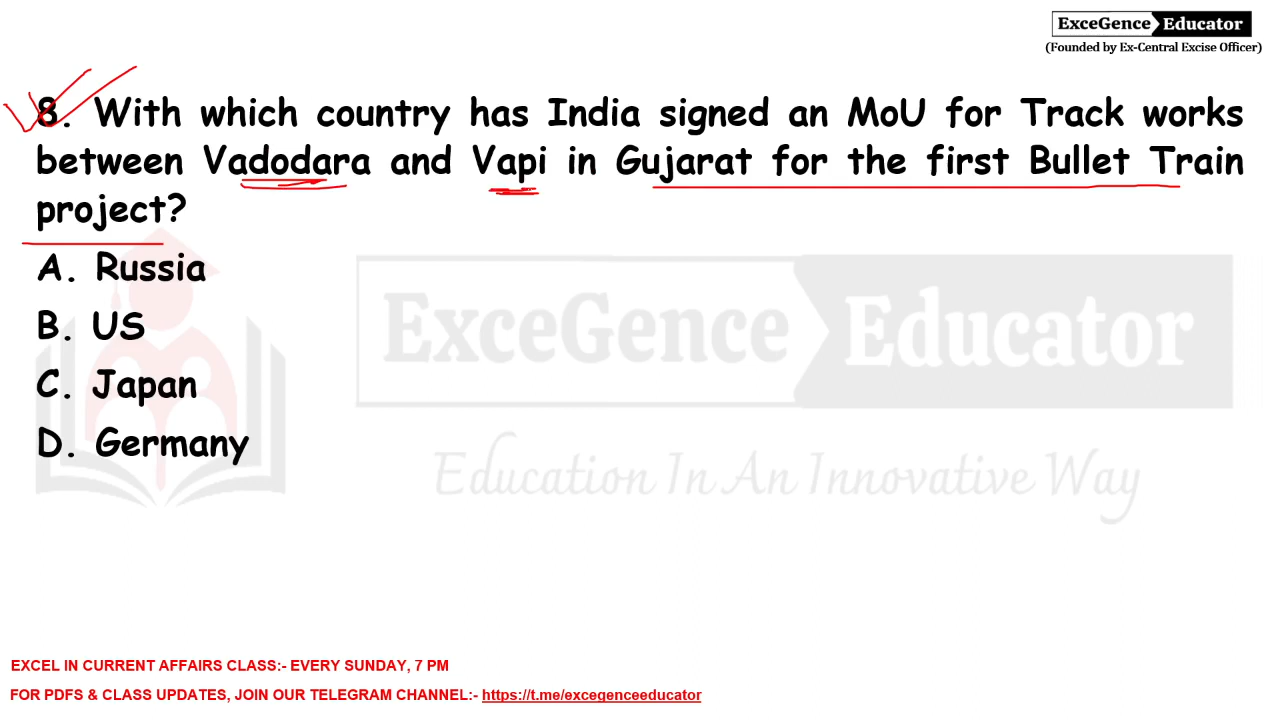 ExceGence Educator
(Founded by Ex-Central Excise Officer)
8. With which country has India signed an MoU for Track works
between Vadodara and Vapi in Gujarat for the first Bullet Train
project?
A. Russia
B. US
C. Japan
D. Germany
ExceGence Educator
Education In An Innovative Way
EXCEL IN CURRENT AFFAIRS CLASS:- EVERY SUNDAY, 7 PM
FOR PDFS & CLASS UPDATES, JOIN OUR TELEGRAM CHANNEL:- https://t.me/excegenceeducator